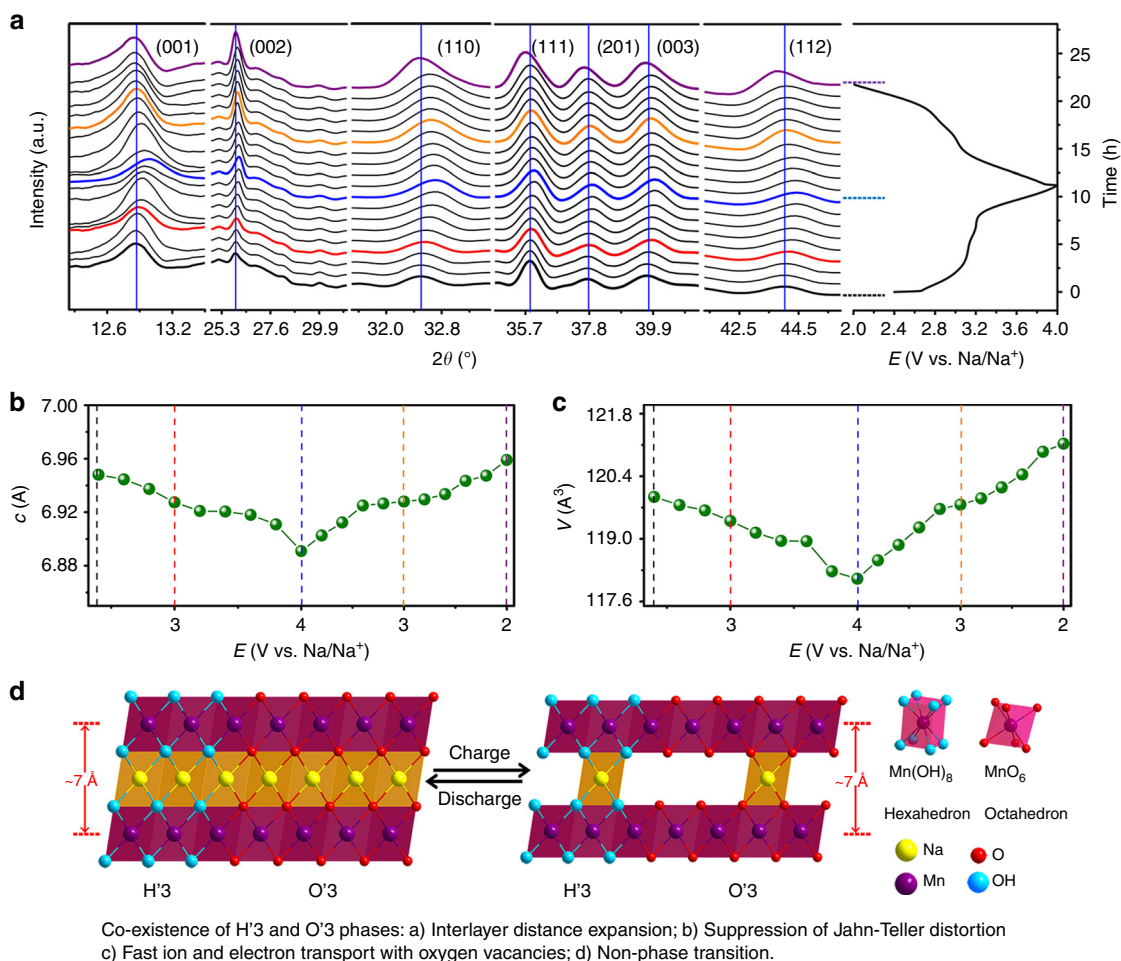 a
(001)
(002)
(110)
(111)
(201)
(003)
(112)
Intensity (a.u.)
12.6
13.2
25.3
27.6
29.9
32.0
32.8
35.7
37.8
39.9
42.5
44.5
2.0
2.8
3.2
3.6
4.0
2θ (°)
E (V vs. Na/Na⁺)
0
5
10
15
20
25
Time (h)
b
7.00
6.96
6.92
6.88
c (A)
3
4
3
2
E (V vs. Na/Na⁺)
c
121.8
120.4
119.0
117.6
V (A³)
3
4
3
2
E (V vs. Na/Na⁺)
d
~7 Å
Charge
Discharge
~7 Å
H'3
O'3
H'3
O'3
Mn(OH)₈
MnO₆
Hexahedron
Octahedron
Na
O
Mn
OH
Co-existence of H'3 and O'3 phases: a) Interlayer distance expansion; b) Suppression of Jahn-Teller distortion
c) Fast ion and electron transport with oxygen vacancies; d) Non-phase transition.